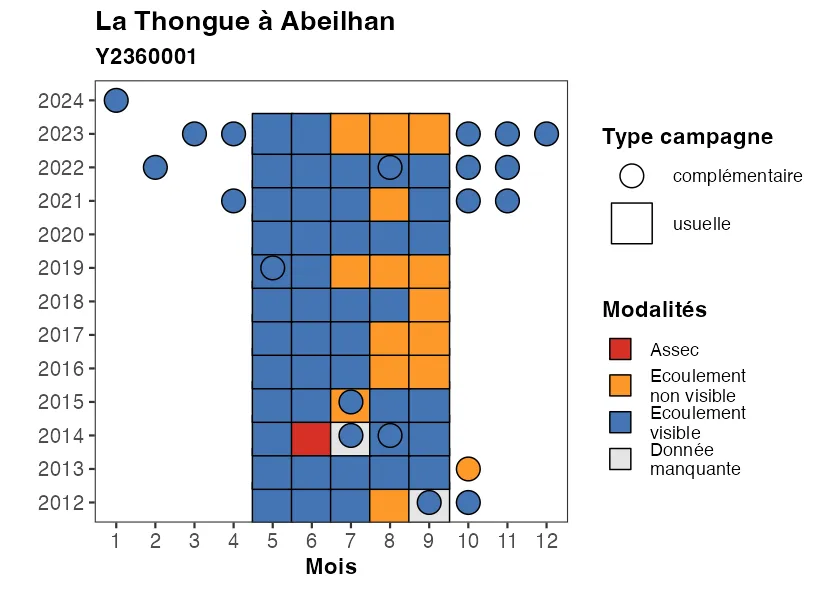 La Thongue à Abeilhan
Y2360001
2024
2023
2022
2021
2020
2019
2018
2017
2016
2015
2014
2013
2012
1 2 3 4 5 6 7 8 9 10 11 12
Mois
Type campagne
complémentaire
usuelle
Modalités
Assec
Ecoulement
non visible
Ecoulement
visible
Donnée
manquante